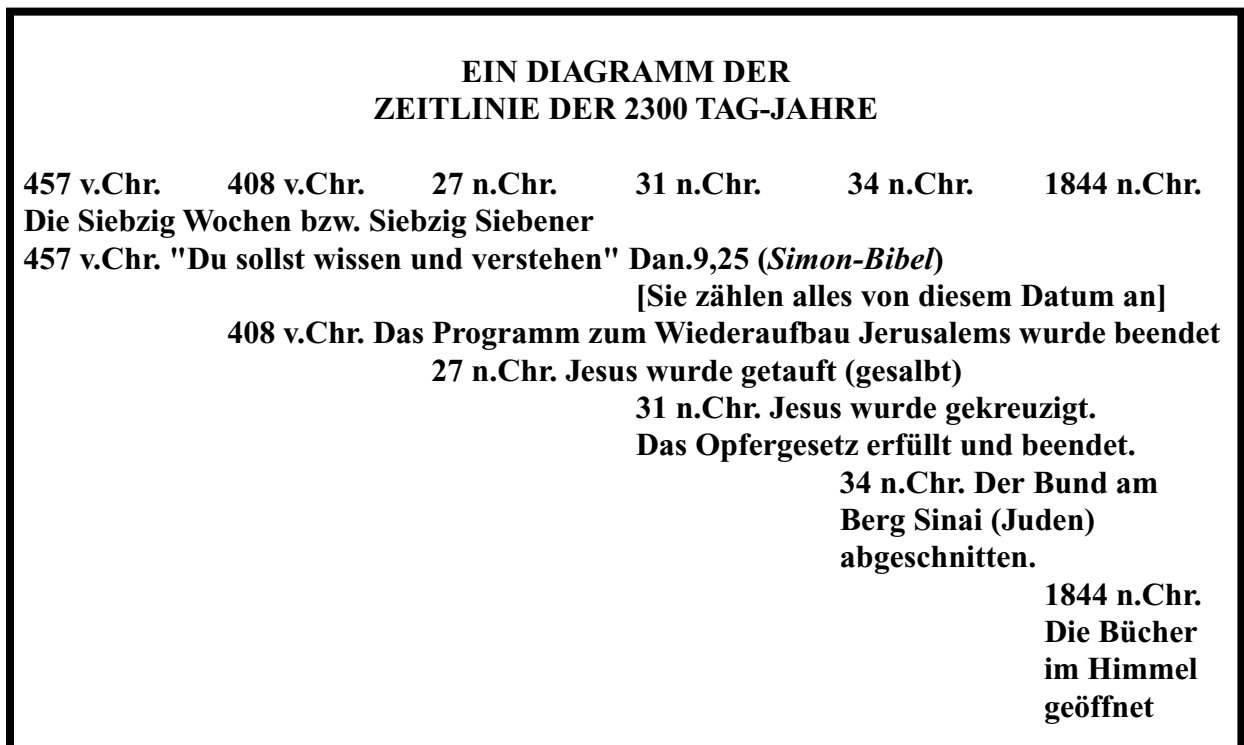 EIN DIAGRAMM DER
ZEITLINIE DER 2300 TAG-JAHRE
457 v.Chr. 408 v.Chr. 27 n.Chr. 31 n.Chr. 34 n.Chr. 1844 n.Chr.
Die Siebzig Wochen bzw. Siebzig Siebener
457 v.Chr. "Du sollst wissen und verstehen" Dan.9,25 (Simon-Bibel)
[Sie zählen alles von diesem Datum an]
408 v.Chr. Das Programm zum Wiederaufbau Jerusalems wurde beendet
27 n.Chr. Jesus wurde getauft (gesalbt)
31 n.Chr. Jesus wurde gekreuzigt.
Das Opfergesetz erfüllt und beendet.
34 n.Chr. Der Bund am
Berg Sinai (Juden)
abgeschnitten.
1844 n.Chr.
Die Bücher
im Himmel
geöffnet